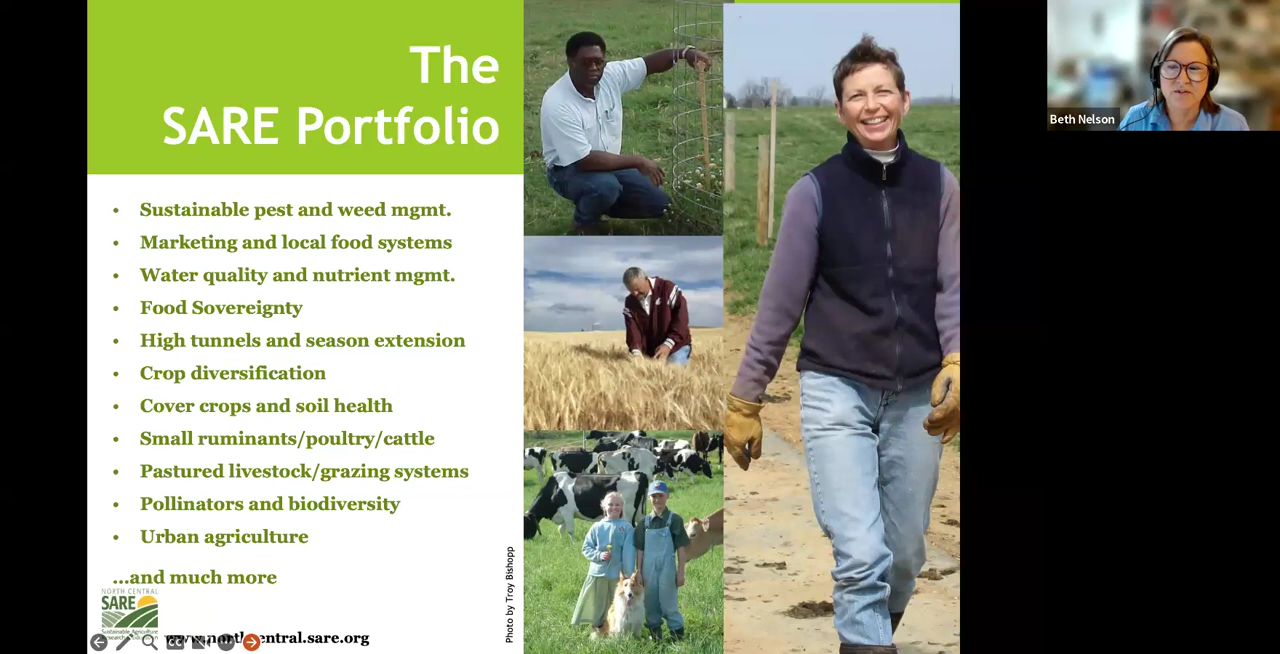 The
SARE Portfolio
• Sustainable pest and weed mgmt.
• Marketing and local food systems
• Water quality and nutrient mgmt.
• Food Sovereignty
• High tunnels and season extension
• Crop diversification
• Cover crops and soil health
• Small ruminants/poultry/cattle
• Pastured livestock/grazing systems
• Pollinators and biodiversity
• Urban agriculture
...and much more
NORTH CENTRAL
SARE
Sustainable Agriculture
www.northcentral.sare.org
CC
Photo by Troy Bishopp
Beth Nelson